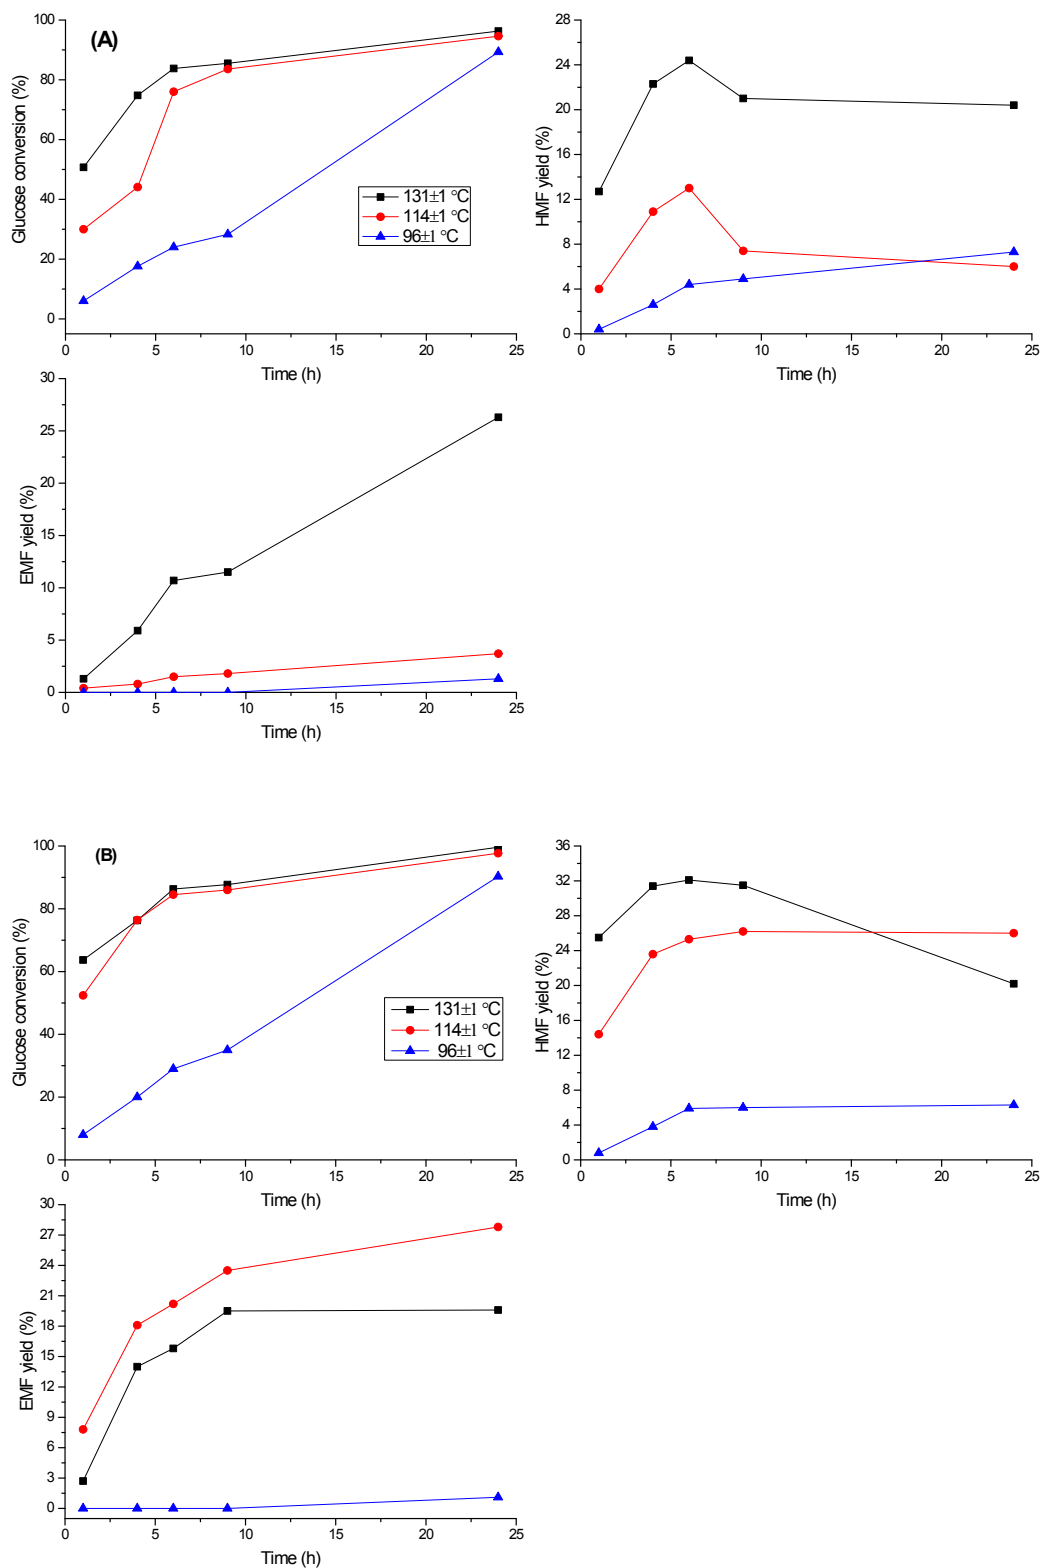 (A)
Glucose conversion (%)
100
80
60
40
20
0
131±1 °C
114±1 °C
96±1 °C
0 5 10 15 20 25
Time (h)
HMF yield (%)
28
24
20
16
12
8
4
0
0 5 10 15 20 25
Time (h)
EMF yield (%)
30
25
20
15
10
5
0
0 5 10 15 20 25
Time (h)
(B)
Glucose conversion (%)
100
80
60
40
20
0
131±1 °C
114±1 °C
96±1 °C
0 5 10 15 20 25
Time (h)
HMF yield (%)
36
32
28
24
20
16
12
8
4
0
0 5 10 15 20 25
Time (h)
EMF yield (%)
30
27
24
21
18
15
12
9
6
3
0
0 5 10 15 20 25
Time (h)